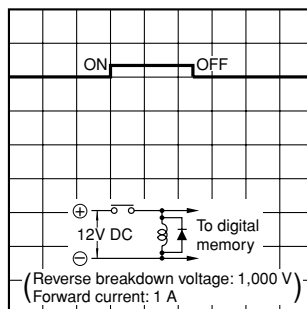 ON OFF
⊕
12V DC
⊖
To digital
memory
(Reverse breakdown voltage: 1,000 V
Forward current: 1 A)